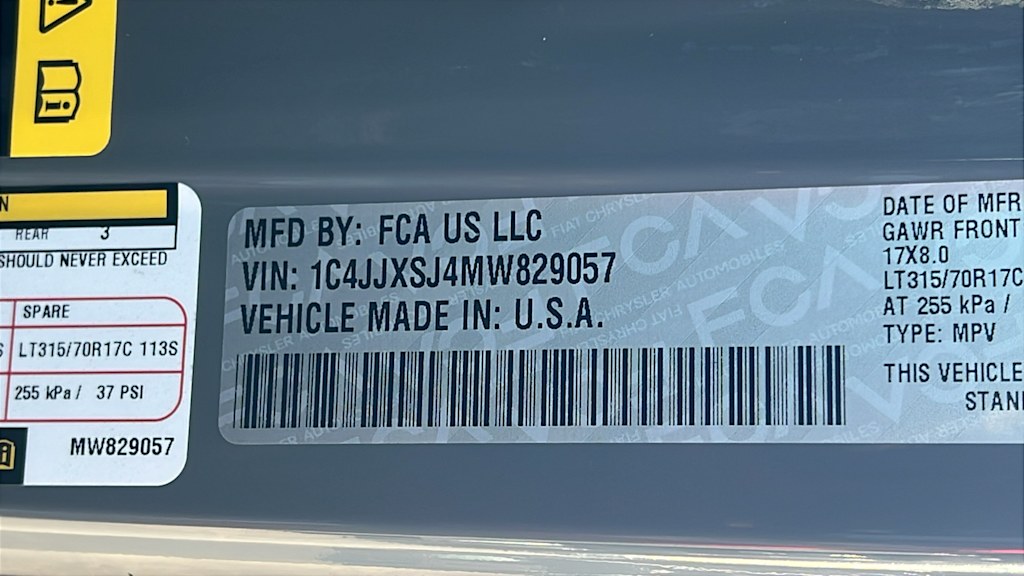 N
REAR 3
SHOULD NEVER EXCEED
SPARE
LT315/70R17C 113S
255 kPa / 37 PSI
MW829057
MFD BY: FCA US LLC
VIN: 1C4JJXSJ4MW829057
VEHICLE MADE IN: U.S.A.
DATE OF MFR
GAWR FRONT
17X8.0
LT315/70R17C
AT 255 kPa /
TYPE: MPV
THIS VEHICLE
STAN